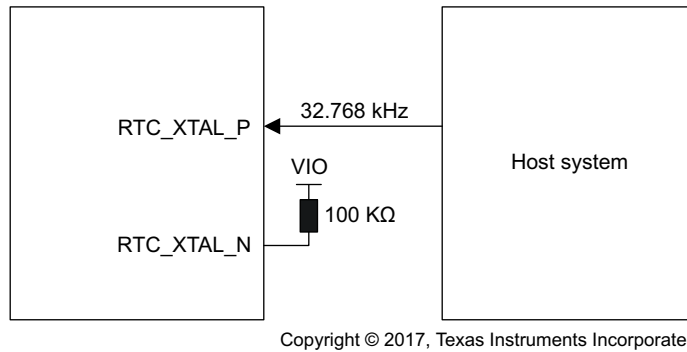 RTC_XTAL_P
32.768 kHz
Host system
VIO
100 KΩ
RTC_XTAL_N
Copyright © 2017, Texas Instruments Incorporate